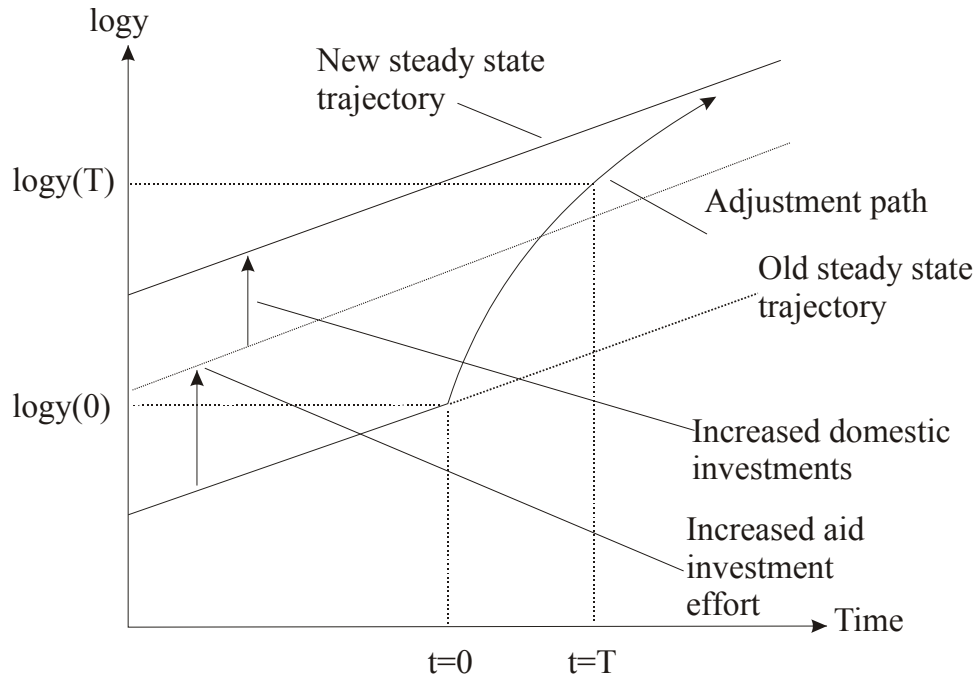 logy
New steady state
trajectory
logy(T)
Adjustment path
Old steady state
trajectory
logy(0)
Increased domestic
investments
Increased aid
investment
effort
Time
t=0
t=T